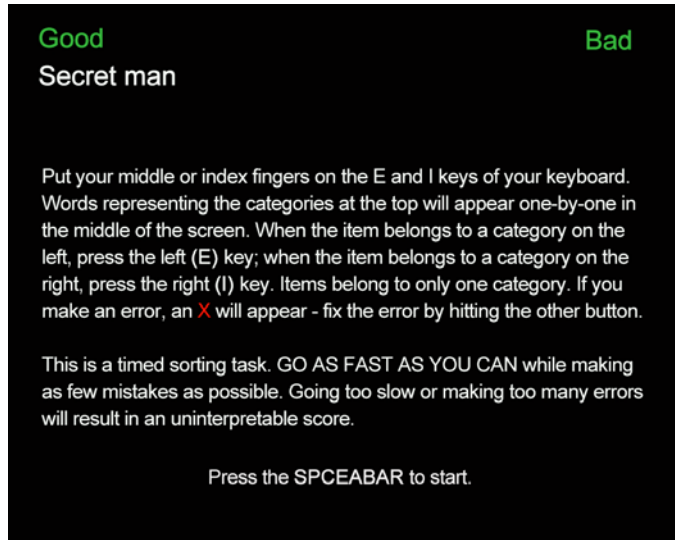 Good Bad
Secret man
Put your middle or index fingers on the E and I keys of your keyboard.
Words representing the categories at the top will appear one-by-one in
the middle of the screen. When the item belongs to a category on the
left, press the left (E) key; when the item belongs to a category on the
right, press the right (I) key. Items belong to only one category. If you
make an error, an X will appear - fix the error by hitting the other button.
This is a timed sorting task. GO AS FAST AS YOU CAN while making
as few mistakes as possible. Going too slow or making too many errors
will result in an uninterpretable score.
Press the SPCEABAR to start.